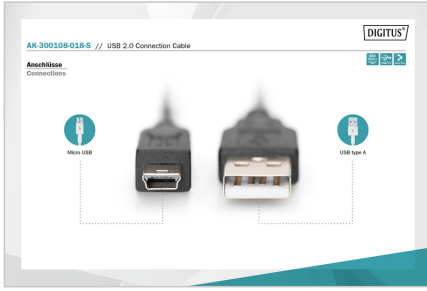 DIGITUS®
AK-300108-018-S // USB 2.0 Connection Cable
Anschlüsse
Connections
Micro USB
USB type A